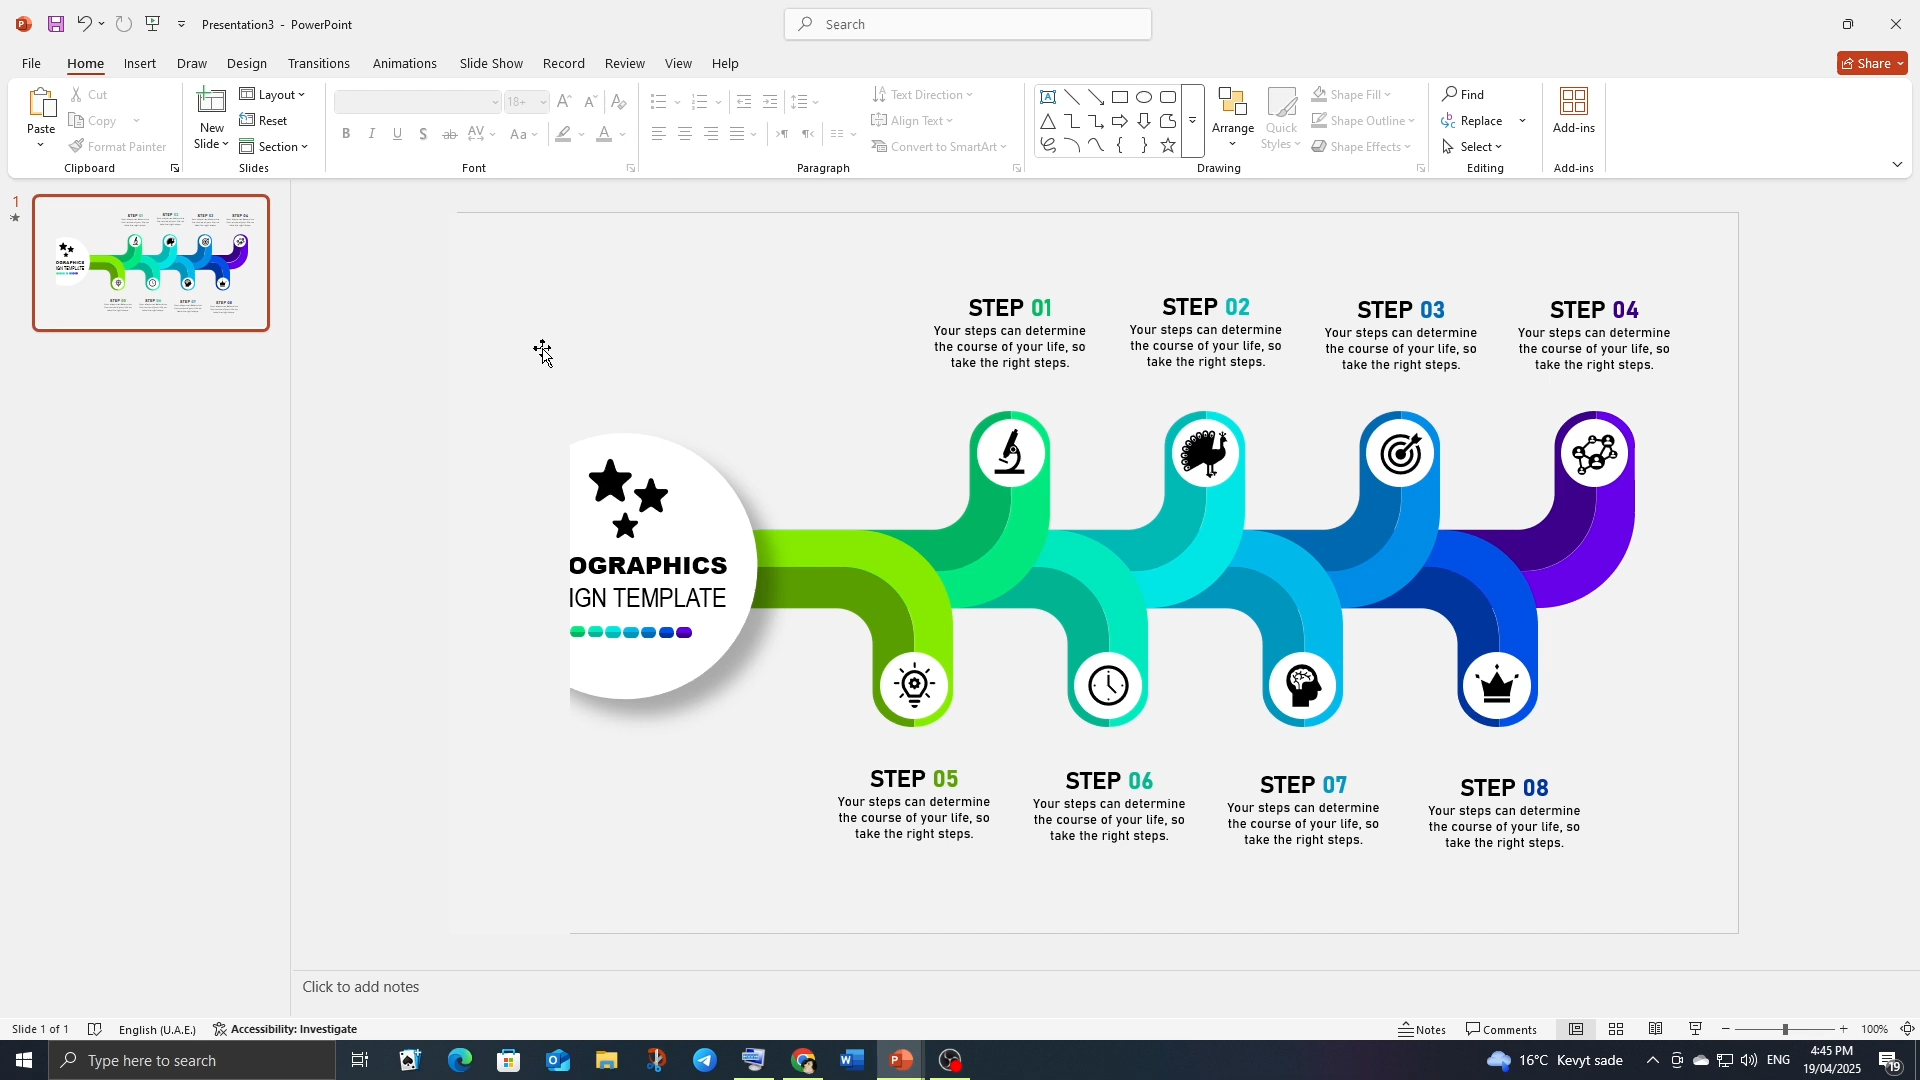 Presentation3 - PowerPoint
Search
File
Home
Insert
Draw
Design
Transitions
Animations
Slide Show
Record
Review
View
Help
Share
Paste
Cut
Copy
Format Painter
Clipboard
New
Slide
Layout
Reset
Section
Slides
18+
Font
Text Direction
Align Text
Convert to SmartArt
Paragraph
Arrange
Quick
Styles
Shape Fill
Shape Outline
Shape Effects
Drawing
Find
Replace
Select
Editing
Add-ins
Add-ins
1
STEP 01
Your steps can determine
the course of your life, so
take the right steps.
STEP 02
Your steps can determine
the course of your life, so
take the right steps.
STEP 03
Your steps can determine
the course of your life, so
take the right steps.
STEP 04
Your steps can determine
the course of your life, so
take the right steps.
OGRAPHICS
IGN TEMPLATE
STEP 05
Your steps can determine
the course of your life, so
take the right steps.
STEP 06
Your steps can determine
the course of your life, so
take the right steps.
STEP 07
Your steps can determine
the course of your life, so
take the right steps.
STEP 08
Your steps can determine
the course of your life, so
take the right steps.
Click to add notes
Slide 1 of 1
English (U.A.E.)
Accessibility: Investigate
Notes
Comments
100%
Type here to search
16°C Kevyt sade
ENG
4:45 PM
19/04/2025
19